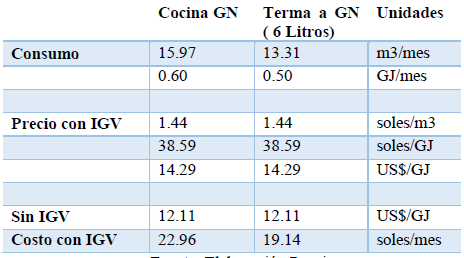 Cocina GN Terma a GN Unidades
( 6 Litros)
Consumo 15.97 13.31 m3/mes
0.60 0.50 GJ/mes
Precio con IGV 1.44 1.44 soles/m3
38.59 38.59 soles/GJ
14.29 14.29 US$/GJ
Sin IGV 12.11 12.11 US$/GJ
Costo con IGV 22.96 19.14 soles/mes